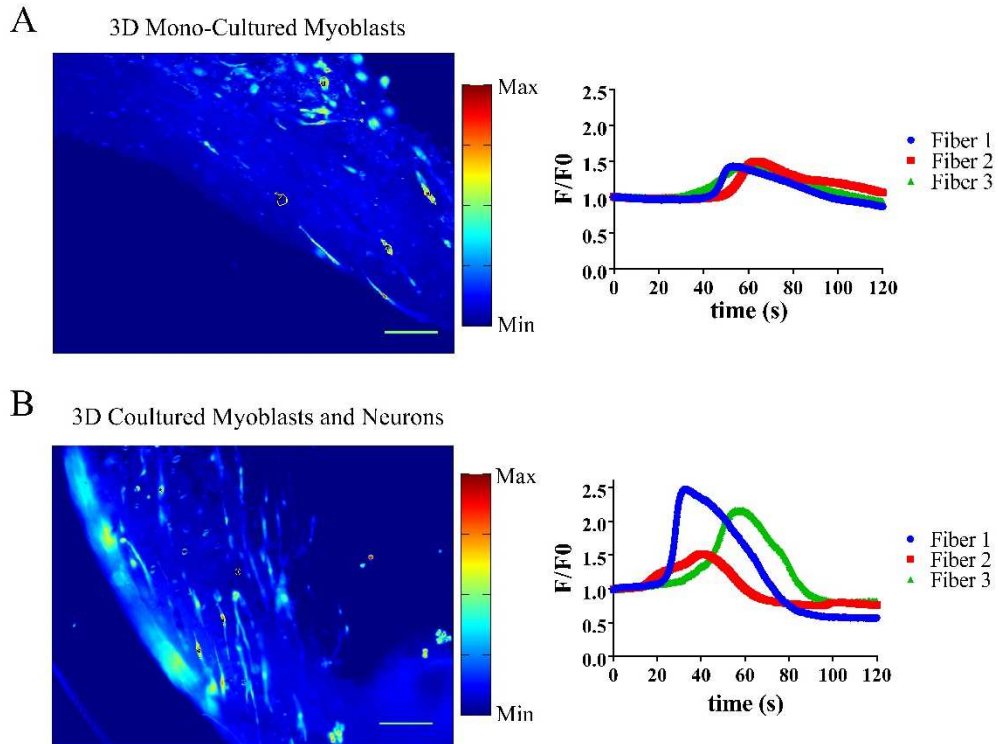 A
3D Mono-Cultured Myoblasts
Max
Min
2.5
2.0
1.5
1.0
0.5
0.0
F/F0
0 20 40 60 80 100 120
time (s)
Fiber 1
Fiber 2
Fiber 3
B
3D Coultured Myoblasts and Neurons
Max
Min
2.5
2.0
1.5
1.0
0.5
0.0
F/F0
0 20 40 60 80 100 120
time (s)
Fiber 1
Fiber 2
Fiber 3